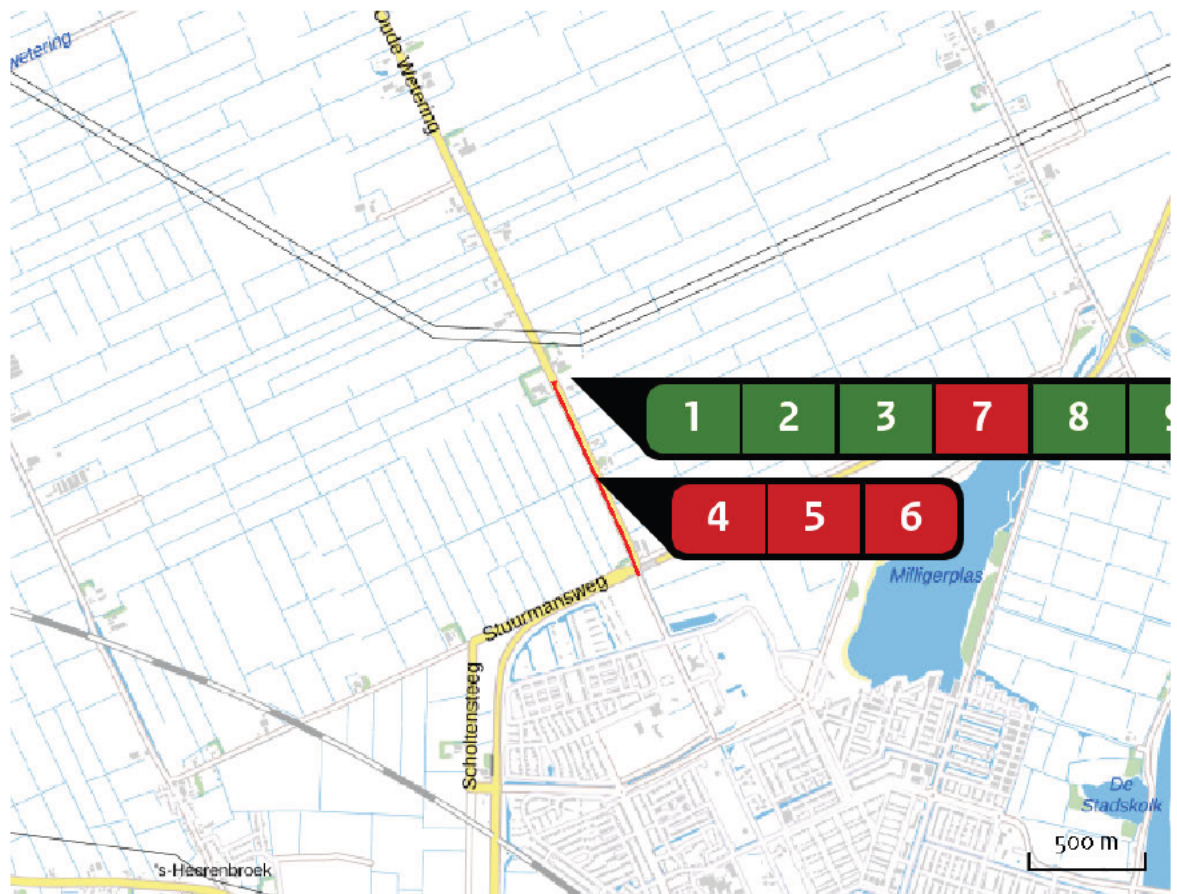 wetering
Oude Wetering
1 2 3 7 8
4 5 6
Milligerplas
Stuurmansweg
Scholtensteeg
De
Stadskolk
500 m
's-Heerenbroek